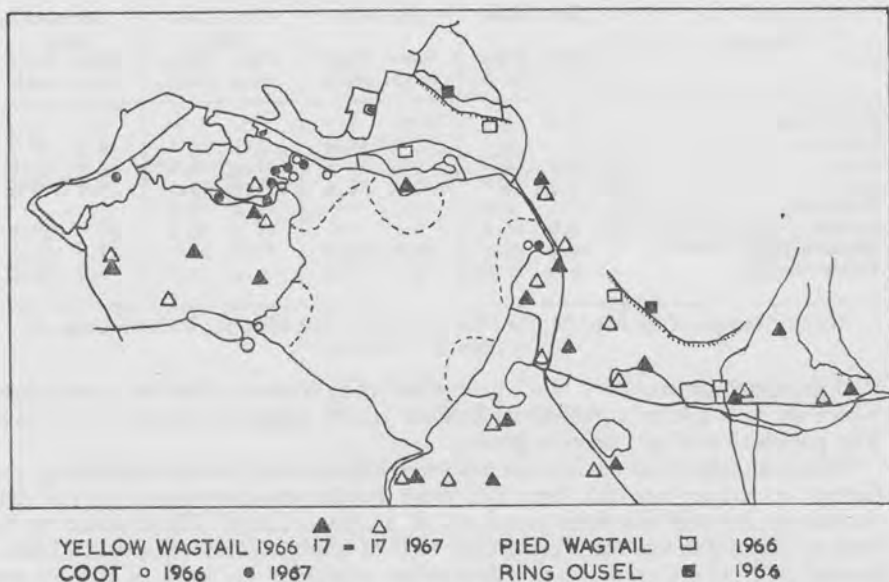 YELLOW WAGTAIL 1966 17 = 17 1967
COOT 1966 1967
PIED WAGTAIL 1966
RING OUSEL 1966